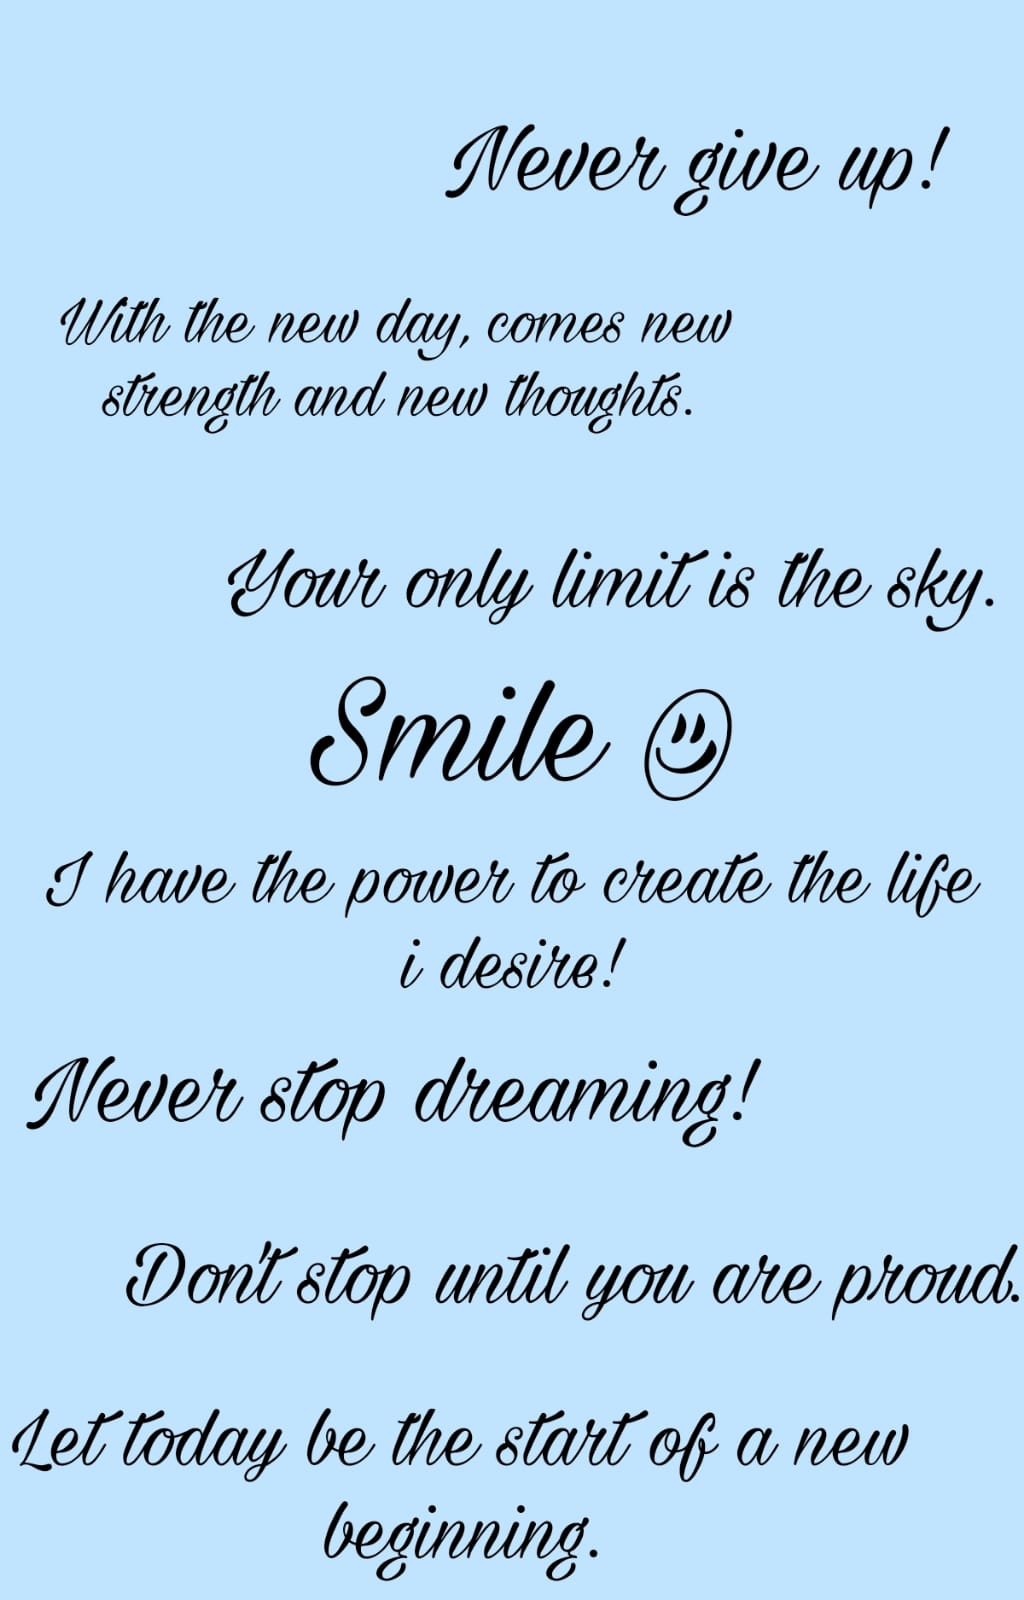 Never give up!
With the new day, comes new
strength and new thoughts.
Your only limit is the sky.
Smile ☺
I have the power to create the life
i desire!
Never stop dreaming!
Don't stop until you are proud.
Let today be the start of a new
beginning.